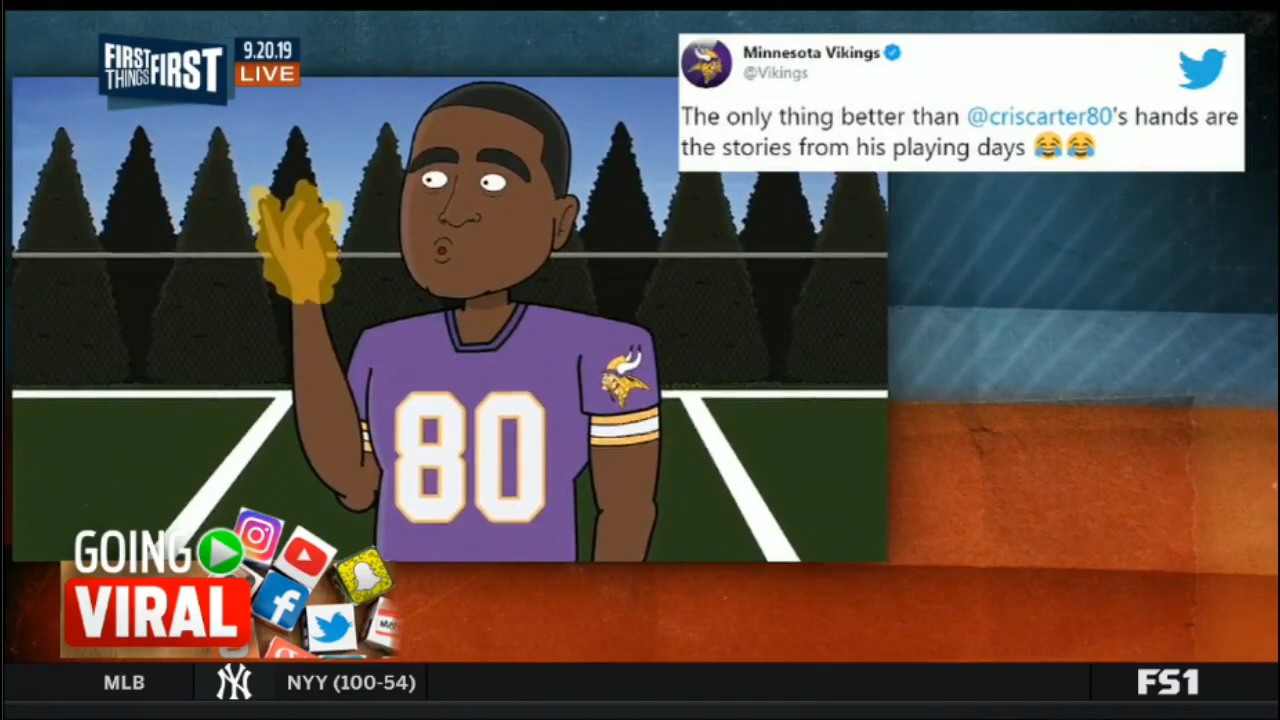 FIRST THINGS FIRST
9.20.19
LIVE
Minnesota Vikings
@Vikings
The only thing better than @criscarter80's hands are
the stories from his playing days 😂😂
80
GOING
VIRAL
MLB
NYY (100-54)
FS1